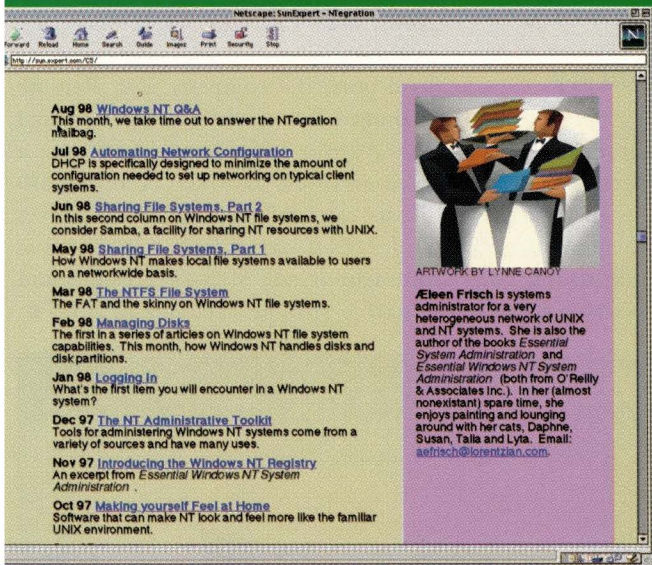 Netscape: SunExpert - NTegration
Forward Reload Home Search Guide Images Print Security Stop
N
http://sun.expert.com/CS/
Aug 98 Windows NT Q&A
This month, we take time out to answer the NTegration
mailbag.
Jul 98 Automating Network Configuration
DHCP is specifically designed to minimize the amount of
configuration needed to set up networking on typical client
systems.
Jun 98 Sharing File Systems, Part 2
In this second column on Windows NT file systems, we
consider Samba, a facility for sharing NT resources with UNIX.
May 98 Sharing File Systems, Part 1
How Windows NT makes local file systems available to users
on a networkwide basis.
Mar 98 The NTFS File System
The FAT and the skinny on Windows NT file systems.
Feb 98 Managing Disks
The first in a series of articles on Windows NT file system
capabilities. This month, how Windows NT handles disks and
disk partitions.
Jan 98 Logging In
What's the first item you will encounter in a Windows NT
system?
Dec 97 The NT Administrative Toolkit
Tools for administering Windows NT systems come from a
variety of sources and have many uses.
Nov 97 Introducing the Windows NT Registry
An excerpt from Essential Windows NT System
Administration .
Oct 97 Making yourself Feel at Home
Software that can make NT look and feel more like the familiar
UNIX environment.
ARTWORK BY LYNNE CANOY
Æleen Frisch is systems
administrator for a very
heterogeneous network of UNIX
and NT systems. She is also the
author of the books Essential
System Administration and
Essential Windows NT System
Administration (both from O'Reilly
& Associates Inc.). In her (almost
nonexistant) spare time, she
enjoys painting and lounging
around with her cats, Daphne,
Susan, Talia and Lyta. Email:
aefrisch@lorentzian.com.